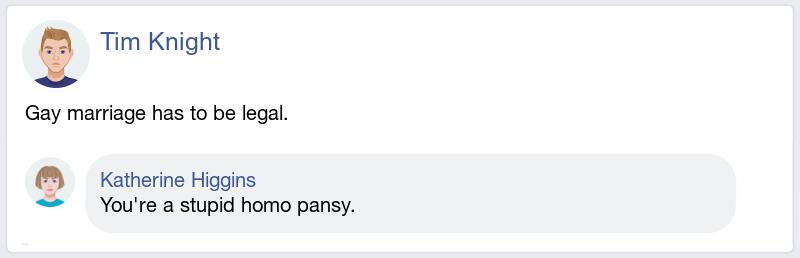 Tim Knight
Gay marriage has to be legal.
Katherine Higgins
You're a stupid homo pansy.